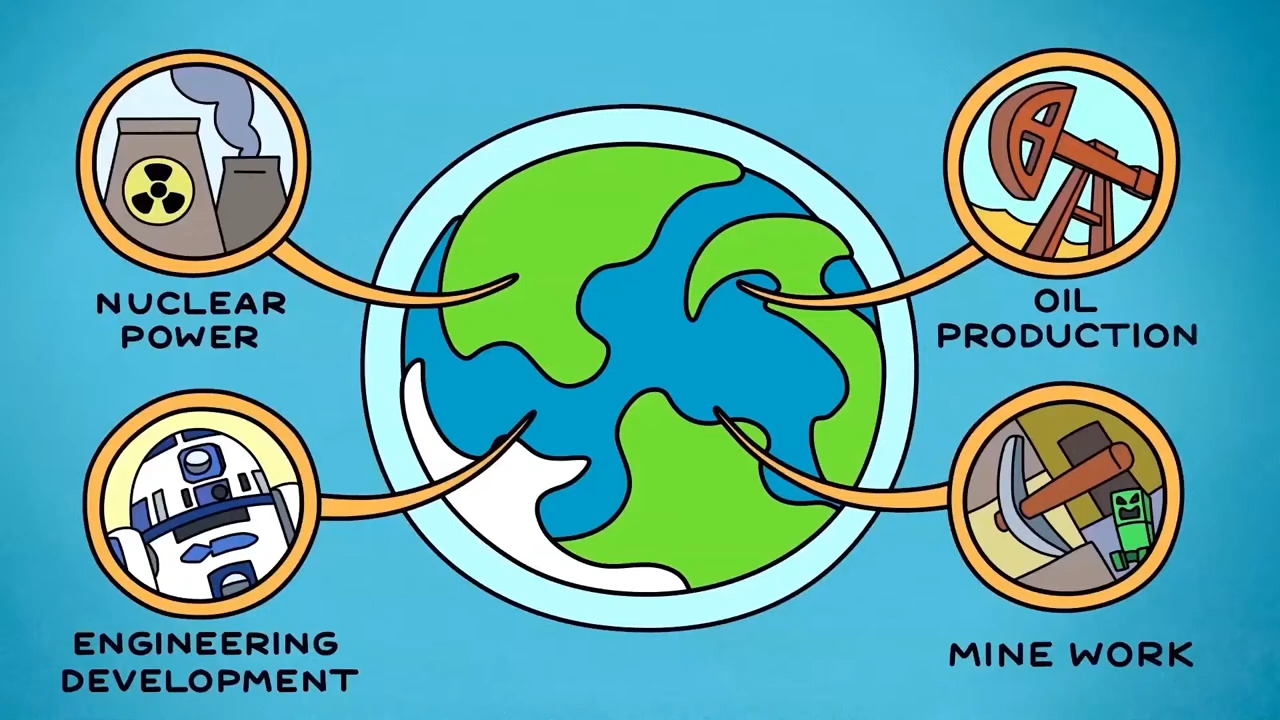 NUCLEAR
POWER
OIL
PRODUCTION
ENGINEERING
DEVELOPMENT
MINE WORK